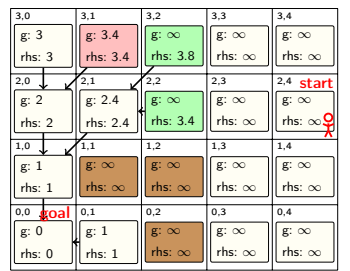 3,0 3,1 3,2 3,3 3,4
g: 3 g: 3.4 g: ∞ g: ∞ g: ∞
rhs: 3 rhs: 3.4 rhs: 3.8 rhs: ∞ rhs: ∞
2,0 2,1 2,2 2,3 2,4 start
g: 2 g: 2.4 g: ∞ g: ∞ g: ∞
rhs: 2 rhs: 2.4 rhs: 3.4 rhs: ∞ rhs: ∞
1,0 1,1 1,2 1,3 1,4
g: 1 g: ∞ g: ∞ g: ∞ g: ∞
rhs: 1 rhs: ∞ rhs: ∞ rhs: ∞ rhs: ∞
0,0 goal 0,1 0,2 0,3 0,4
g: 0 g: 1 g: ∞ g: ∞ g: ∞
rhs: 0 rhs: 1 rhs: ∞ rhs: ∞ rhs: ∞